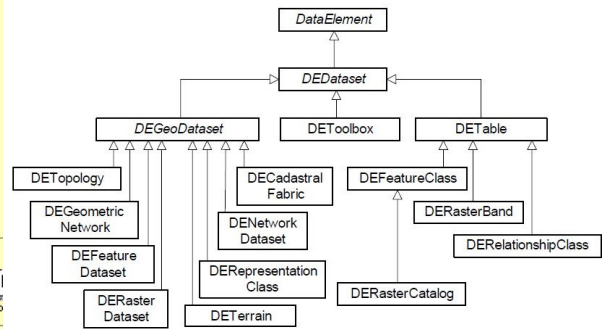 DataElement
DEDataset
DEGeoDataset
DEToolbox
DETable
DETopology
DECadastral
Fabric
DEFeatureClass
DEGeometric
Network
DENetwork
Dataset
DERasterBand
DERelationshipClass
DEFeature
Dataset
DERepresentation
Class
DERaster
Dataset
DETerrain
DERasterCatalog